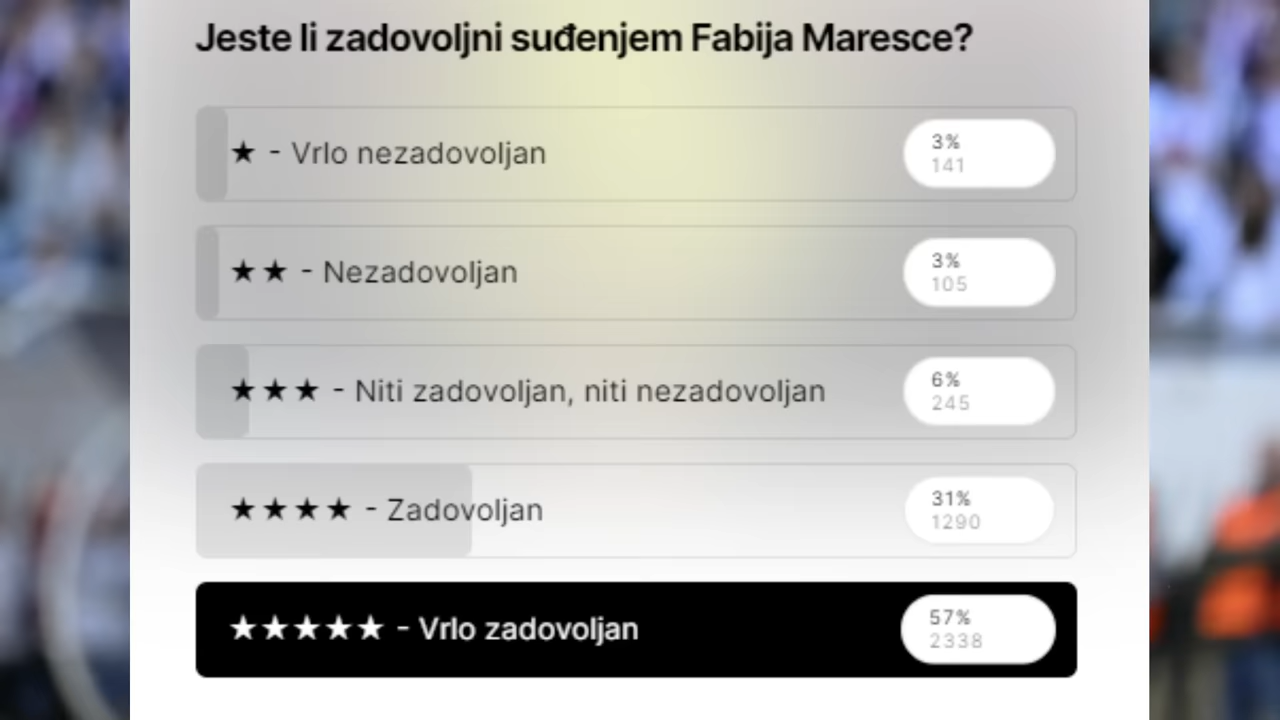 Jeste li zadovoljni suđenjem Fabija Maresce?
★ - Vrlo nezadovoljan
3%
141
★★ - Nezadovoljan
3%
105
★★★ - Niti zadovoljan, niti nezadovoljan
6%
245
★★★★ - Zadovoljan
31%
1290
★★★★★ - Vrlo zadovoljan
57%
2338